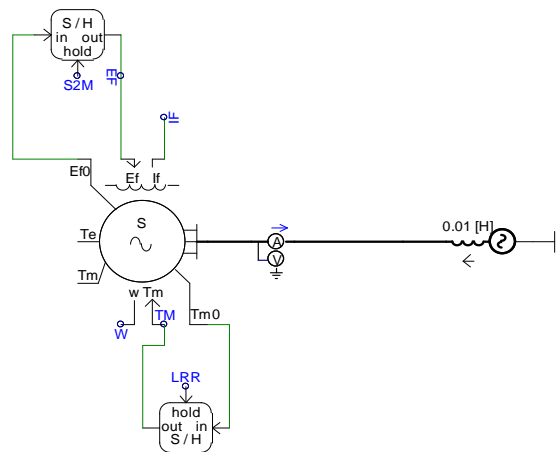 S / H
in out
hold
S2M
EF
IF
Ef0
Ef If
S
Te
Tm
A
V
0.01 [H]
w Tm
W
TM
Tm0
LRR
hold
out in
S / H